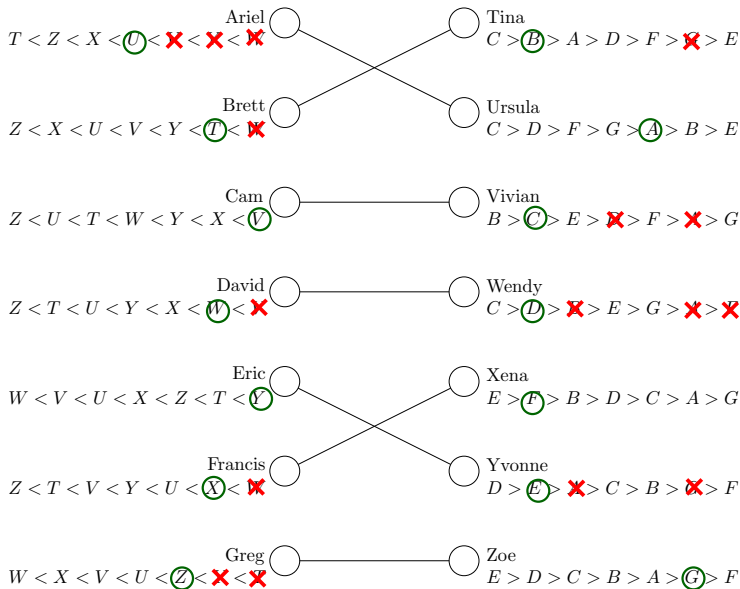 Ariel Tina
T < Z < X < U < < < W C > B > A > D > F > G > E
Brett Ursula
Z < X < U < V < Y < T < W C > D > F > G > A > B > E
Cam Vivian
Z < U < T < W < Y < X < V B > C > E > D > F > A > G
David Wendy
Z < T < U < Y < X < W < V C > D > B > E > G > A > F
Eric Xena
W < V < U < X < Z < T < Y E > F > B > D > C > A > G
Francis Yvonne
Z < T < V < Y < U < X < W D > E > A > C > B > G > F
Greg Zoe
W < X < V < U < Z < Y < T E > D > C > B > A > G > F